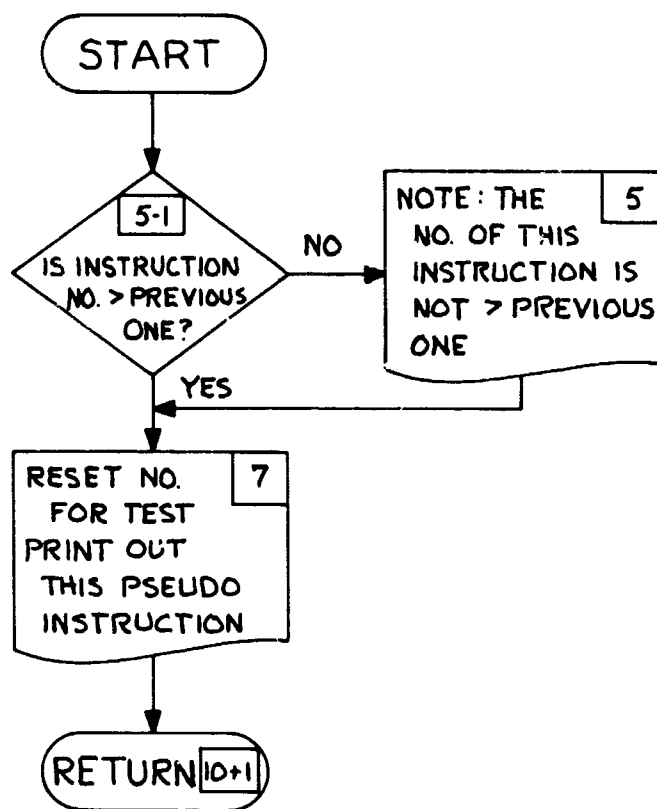 START
5-1
IS INSTRUCTION
NO. > PREVIOUS
ONE?
NO
NOTE: THE
5
NO. OF THIS
INSTRUCTION IS
NOT > PREVIOUS
ONE
YES
RESET NO.
7
FOR TEST
PRINT OUT
THIS PSEUDO
INSTRUCTION
RETURN 10+1